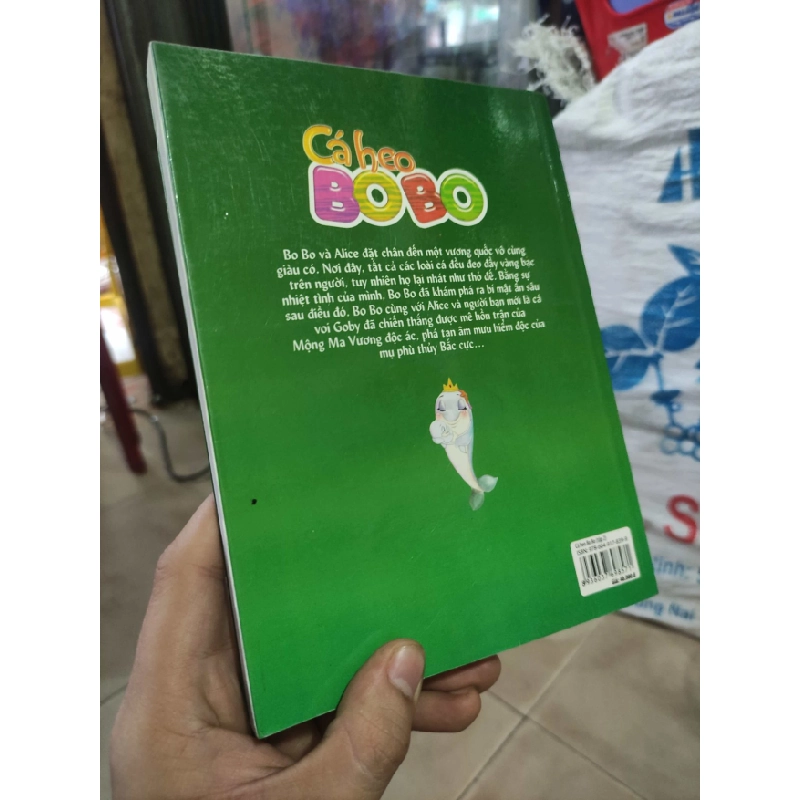 Cá heo
BOBO
Bo Bo và Alice đặt chân đến một vương quốc vô cùng
giàu có. Nơi đây, tất cả các loài cá đều đeo đầy vàng bạc
trên người, tuy nhiên họ lại nhát như thỏ đế. Bằng sự
nhiệt tình của mình, Bo Bo đã khám phá ra bí mật ẩn sâu
sau điều đó. Bo Bo cùng với Alice và người bạn mới là cá
voi Goby đã chiến thắng được mê hồn trận của
Mộng Ma Vương độc ác, phá tan âm mưu hiểm độc của
mụ phù thủy Bắc cực...
S